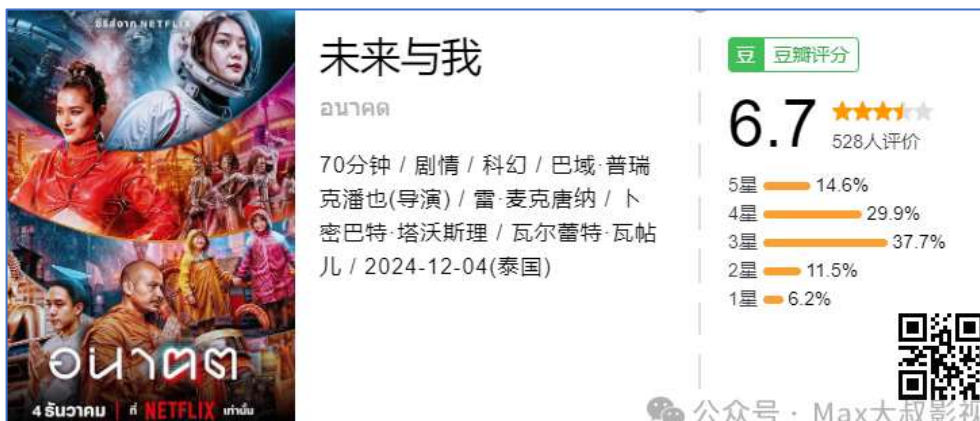 ซีรีส์จาก NETFLIX
อนาคต
4 ธันวาคม | ที่ NETFLIX เท่านั้น
未来与我
อนาคต
70分钟 / 剧情 / 科幻 / 巴域·普瑞
克潘也(导演) / 雷·麦克唐纳 / 卜
密巴特·塔沃斯理 / 瓦尔蕾特·瓦帖
儿 / 2024-12-04(泰国)
豆 豆瓣评分
6.7
528人评价
5星 14.6%
4星 29.9%
3星 37.7%
2星 11.5%
1星 6.2%
公众号 · Max大叔影视